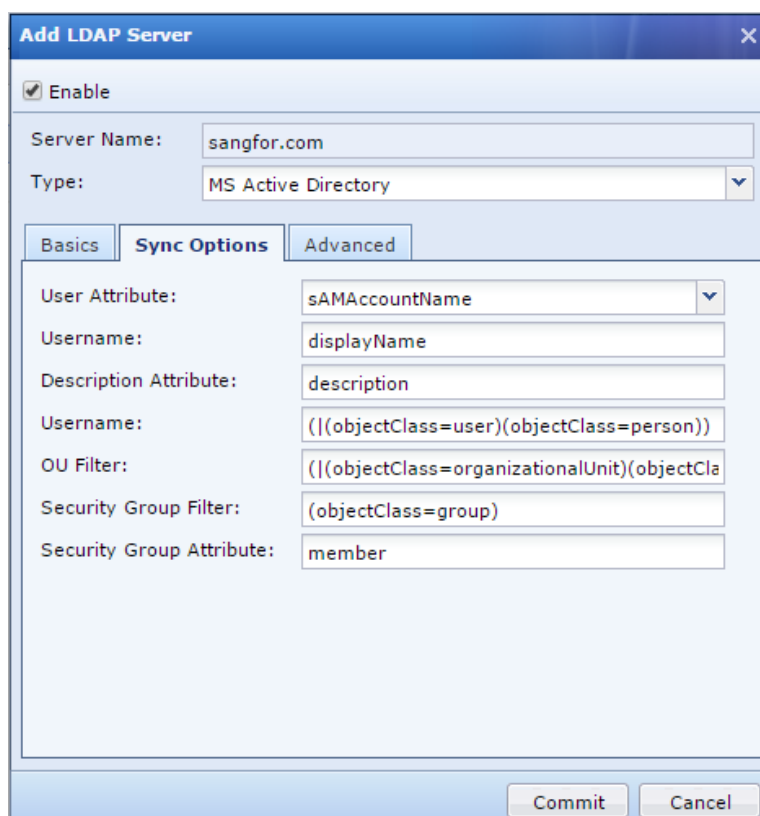 Add LDAP Server
Enable
Server Name: sangfor.com
Type: MS Active Directory
Basics Sync Options Advanced
User Attribute: sAMAccountName
Username: displayName
Description Attribute: description
Username: (|(objectClass=user)(objectClass=person))
OU Filter: (|(objectClass=organizationalUnit)(objectCla
Security Group Filter: (objectClass=group)
Security Group Attribute: member
Commit Cancel